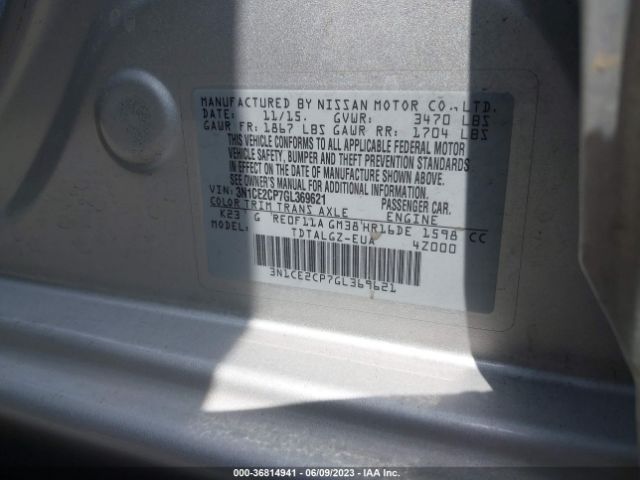 MANUFACTURED BY NISSAN MOTOR CO., LTD.
DATE: 11/15. GVWR: 3470 LBS
GAWR FR: 1867 LBS GAWR RR: 1704 LBS
THIS VEHICLE CONFORMS TO ALL APPLICABLE FEDERAL MOTOR
VEHICLE SAFETY, BUMPER AND THEFT PREVENTION STANDARDS
IN EFFECT ON THE DATE OF MANUFACTURE SHOWN ABOVE.
SEE OWNER'S MANUAL FOR ADDITIONAL INFORMATION.
VIN: 3N1CE2CP7GL369621 PASSENGER CAR.
COLOR TRIM TRANS AXLE ENGINE
K23 G RE0F11A GM38 HR16DE 1598 CC
MODEL: TDTALGZ-EUA 4Z000
3N1CE2CP7GL369621
000-36814941 - 06/09/2023 - IAA Inc.